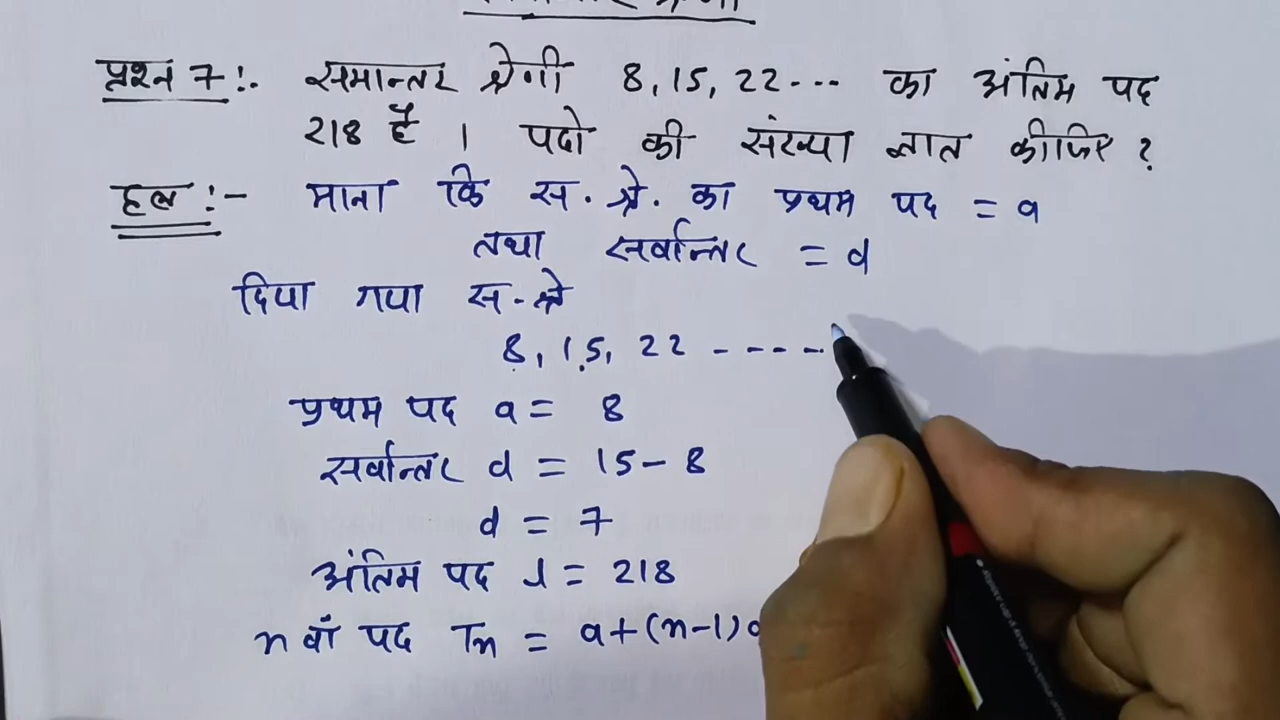 प्रश्न 7:- समान्तर श्रेणी 8, 15, 22... का अंतिम पद
218 है । पदो की संख्या ज्ञात कीजिए ?
हल :- माना कि स. श्रे. का प्रथम पद = a
तथा सर्वान्तर = d
दिया गया स. श्रे
8, 15, 22 -----
प्रथम पद a = 8
सर्वान्तर d = 15 - 8
d = 7
अंतिम पद l = 218
n वाँ पद Tn = a+(n-1)